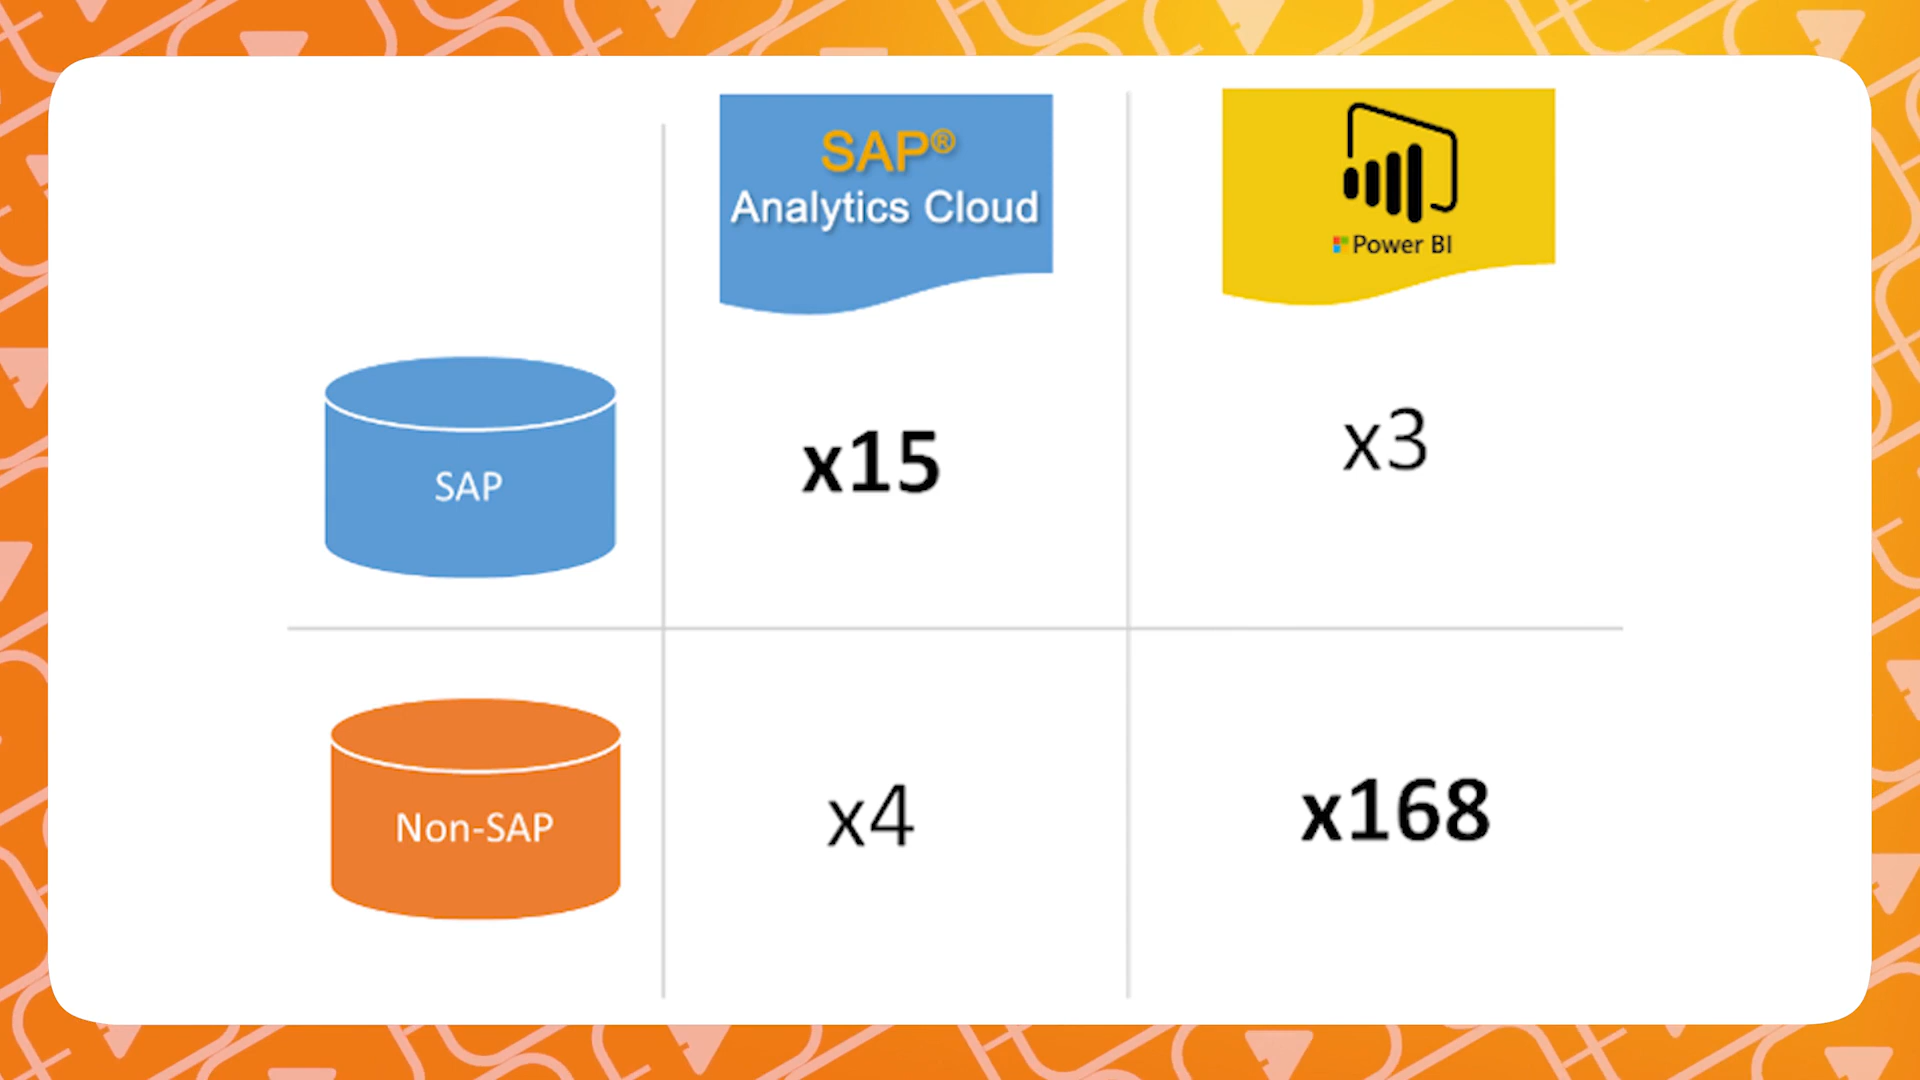 SAP®
Analytics Cloud
Power BI
SAP
x15
x3
Non-SAP
x4
x168